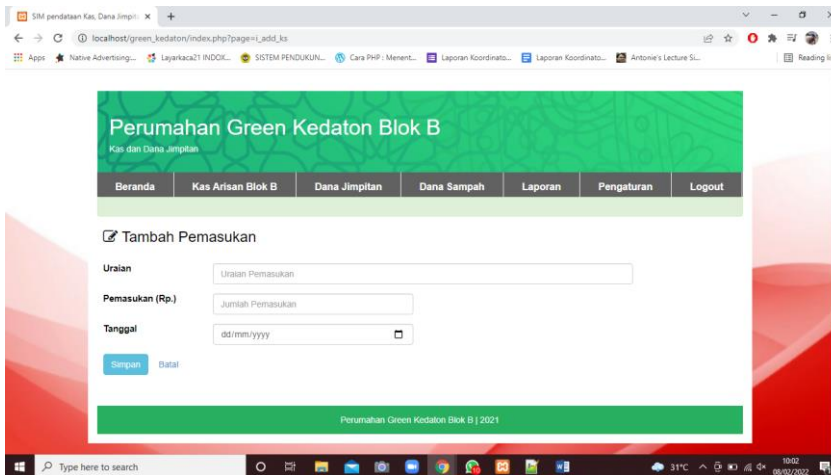 SIM pendataan Kas, Dana Jimpit
localhost/green_kedaton/index.php?page=i_add_ks
Apps Native Advertising:... Layarkaca21 INDOX... SISTEM PENDUKUN... Cara PHP : Menent... Laporan Koordinato... Laporan Koordinato... Antonie's Lecture Si... Reading li
Perumahan Green Kedaton Blok B
Kas dan Dana Jimpitan
Beranda Kas Arisan Blok B Dana Jimpitan Dana Sampah Laporan Pengaturan Logout
Tambah Pemasukan
Uraian Uraian Pemasukan
Pemasukan (Rp.) Jumlah Pemasukan
Tanggal dd/mm/yyyy
Simpan Batal
Perumahan Green Kedaton Blok B | 2021
Type here to search 31°C 10:02
08/02/2022